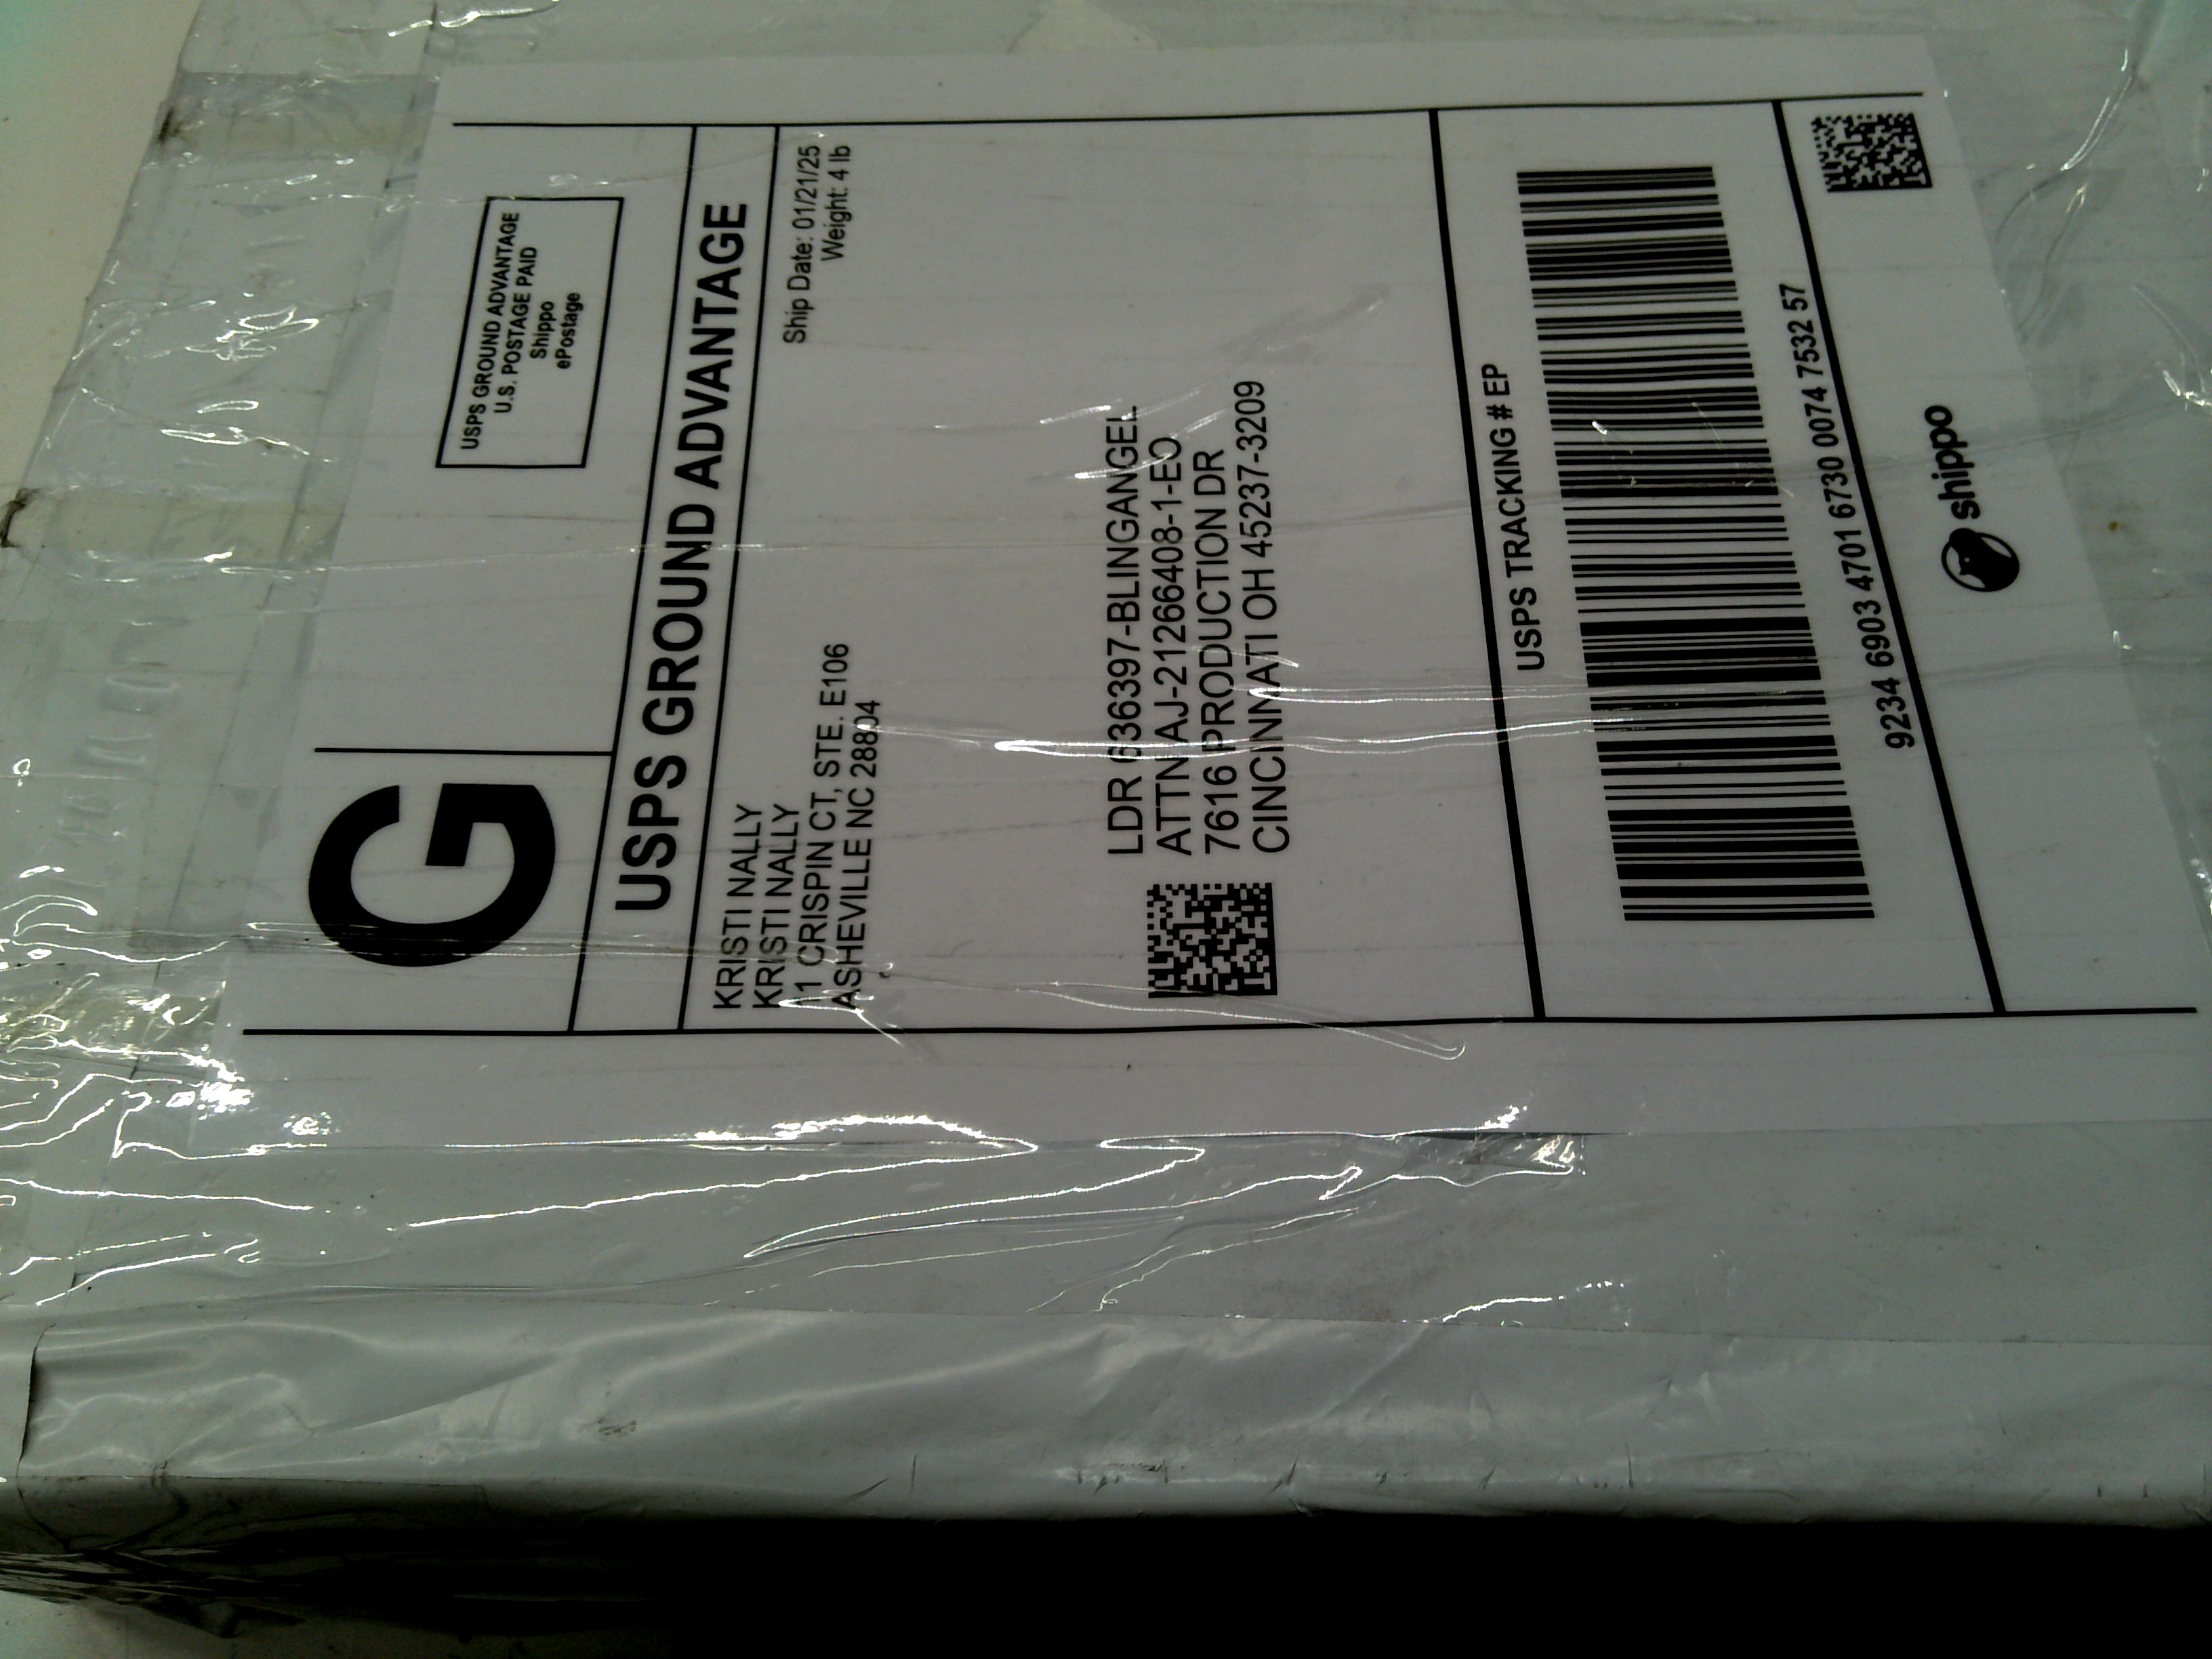 G
USPS GROUND ADVANTAGE
U.S. POSTAGE PAID
Shippo
ePostage
USPS GROUND ADVANTAGE
KRISTI NALLY
KRISTI NALLY
11 CRISPIN CT, STE. E106
ASHEVILLE NC 28804
Ship Date: 01/21/25
Weight: 4 lb
LDR 636397-BLINGANGEL
ATTN AJ-21266408-1-EO
7616 PRODUCTION DR
CINCINNATI OH 45237-3209
USPS TRACKING # EP
9234 6903 4701 6730 0074 7532 57
shippo